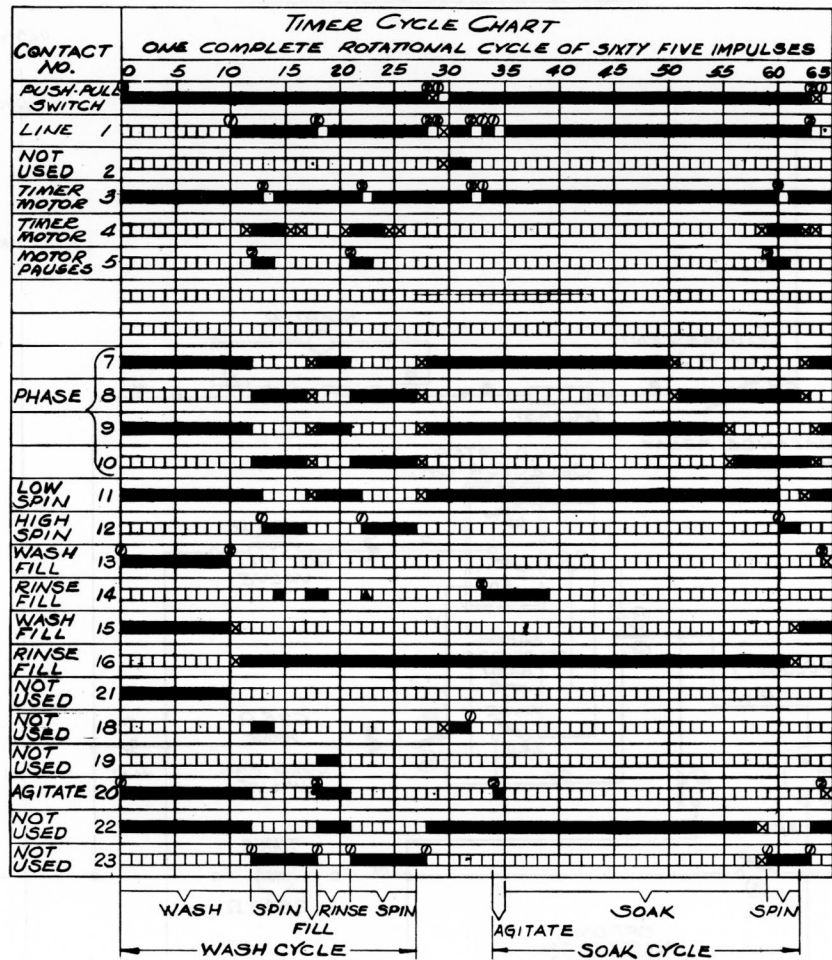 TIMER CYCLE CHART
ONE COMPLETE ROTATIONAL CYCLE OF SIXTY FIVE IMPULSES
CONTACT NO.
0 5 10 15 20 25 30 35 40 45 50 55 60 65
PUSH-PULL SWITCH
LINE 1
NOT USED 2
TIMER MOTOR 3
TIMER MOTOR 4
MOTOR PAUSES 5
PHASE
7
8
9
10
LOW SPIN 11
HIGH SPIN 12
WASH FILL 13
RINSE FILL 14
WASH FILL 15
RINSE FILL 16
NOT USED 21
NOT USED 18
NOT USED 19
AGITATE 20
NOT USED 22
NOT USED 23
WASH SPIN FILL RINSE SPIN AGITATE SOAK SPIN
WASH CYCLE SOAK CYCLE